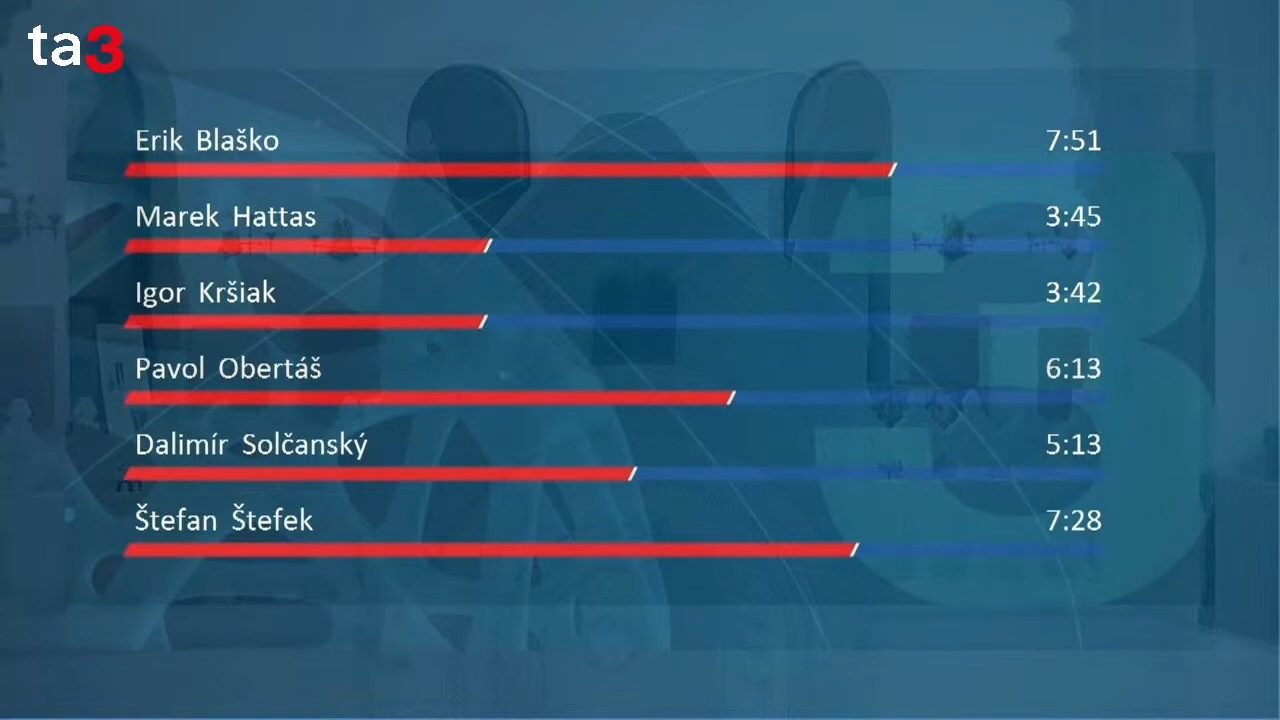 ta3
Erik Blaško 7:51
Marek Hattas 3:45
Igor Kršiak 3:42
Pavol Obertáš 6:13
Dalimír Solčanský 5:13
Štefan Štefek 7:28